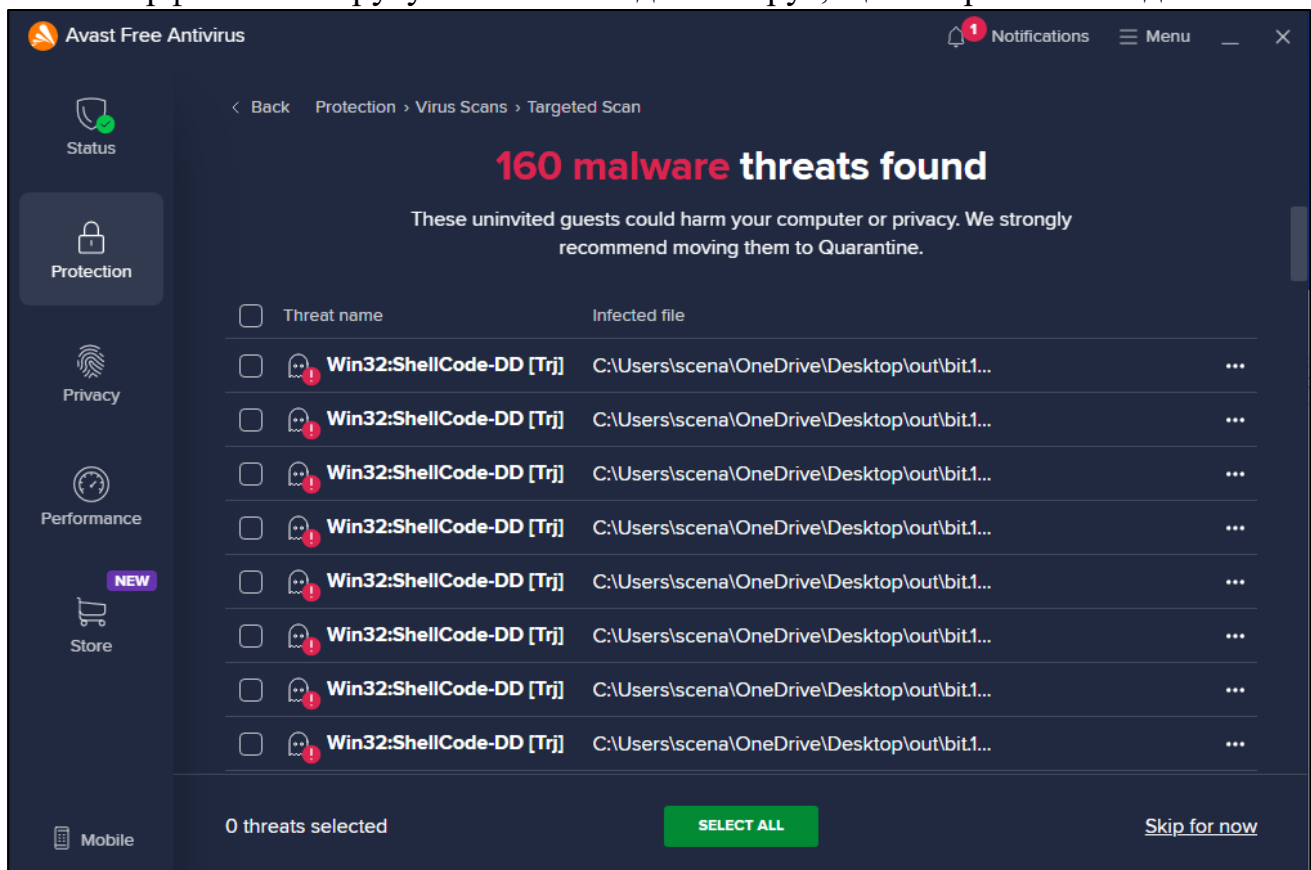 Avast Free Antivirus
1 Notifications Menu
Status
Protection
Privacy
Performance
NEW
Store
Mobile
< Back Protection › Virus Scans › Targeted Scan
160 malware threats found
These uninvited guests could harm your computer or privacy. We strongly
recommend moving them to Quarantine.
Threat name Infected file
Win32:ShellCode-DD [Trj] C:\Users\scena\OneDrive\Desktop\out\bit.1... ...
Win32:ShellCode-DD [Trj] C:\Users\scena\OneDrive\Desktop\out\bit.1... ...
Win32:ShellCode-DD [Trj] C:\Users\scena\OneDrive\Desktop\out\bit.1... ...
Win32:ShellCode-DD [Trj] C:\Users\scena\OneDrive\Desktop\out\bit.1... ...
Win32:ShellCode-DD [Trj] C:\Users\scena\OneDrive\Desktop\out\bit.1... ...
Win32:ShellCode-DD [Trj] C:\Users\scena\OneDrive\Desktop\out\bit.1... ...
Win32:ShellCode-DD [Trj] C:\Users\scena\OneDrive\Desktop\out\bit.1... ...
Win32:ShellCode-DD [Trj] C:\Users\scena\OneDrive\Desktop\out\bit.1... ...
0 threats selected SELECT ALL Skip for now